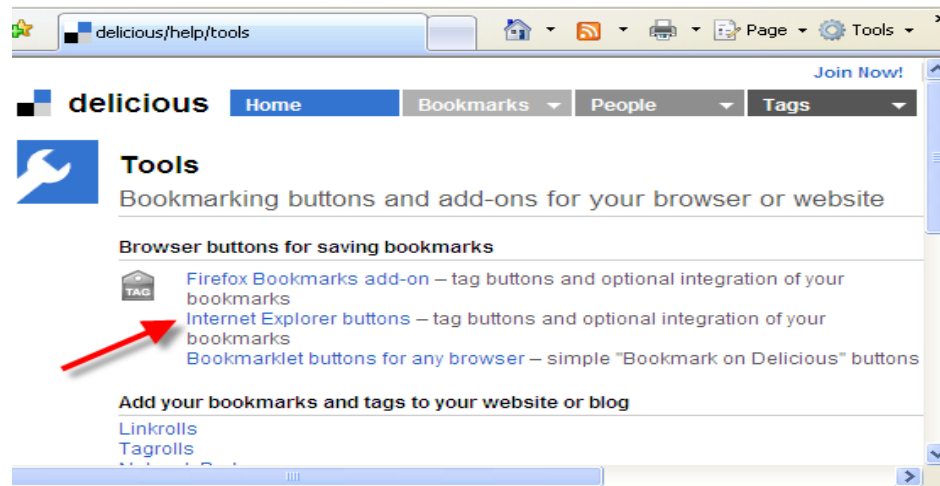 delicious/help/tools Page Tools
Join Now!
delicious Home Bookmarks People Tags
Tools
Bookmarking buttons and add-ons for your browser or website
Browser buttons for saving bookmarks
TAG Firefox Bookmarks add-on – tag buttons and optional integration of your
bookmarks
Internet Explorer buttons – tag buttons and optional integration of your
bookmarks
Bookmarklet buttons for any browser – simple "Bookmark on Delicious" buttons
Add your bookmarks and tags to your website or blog
Linkrolls
Tagrolls